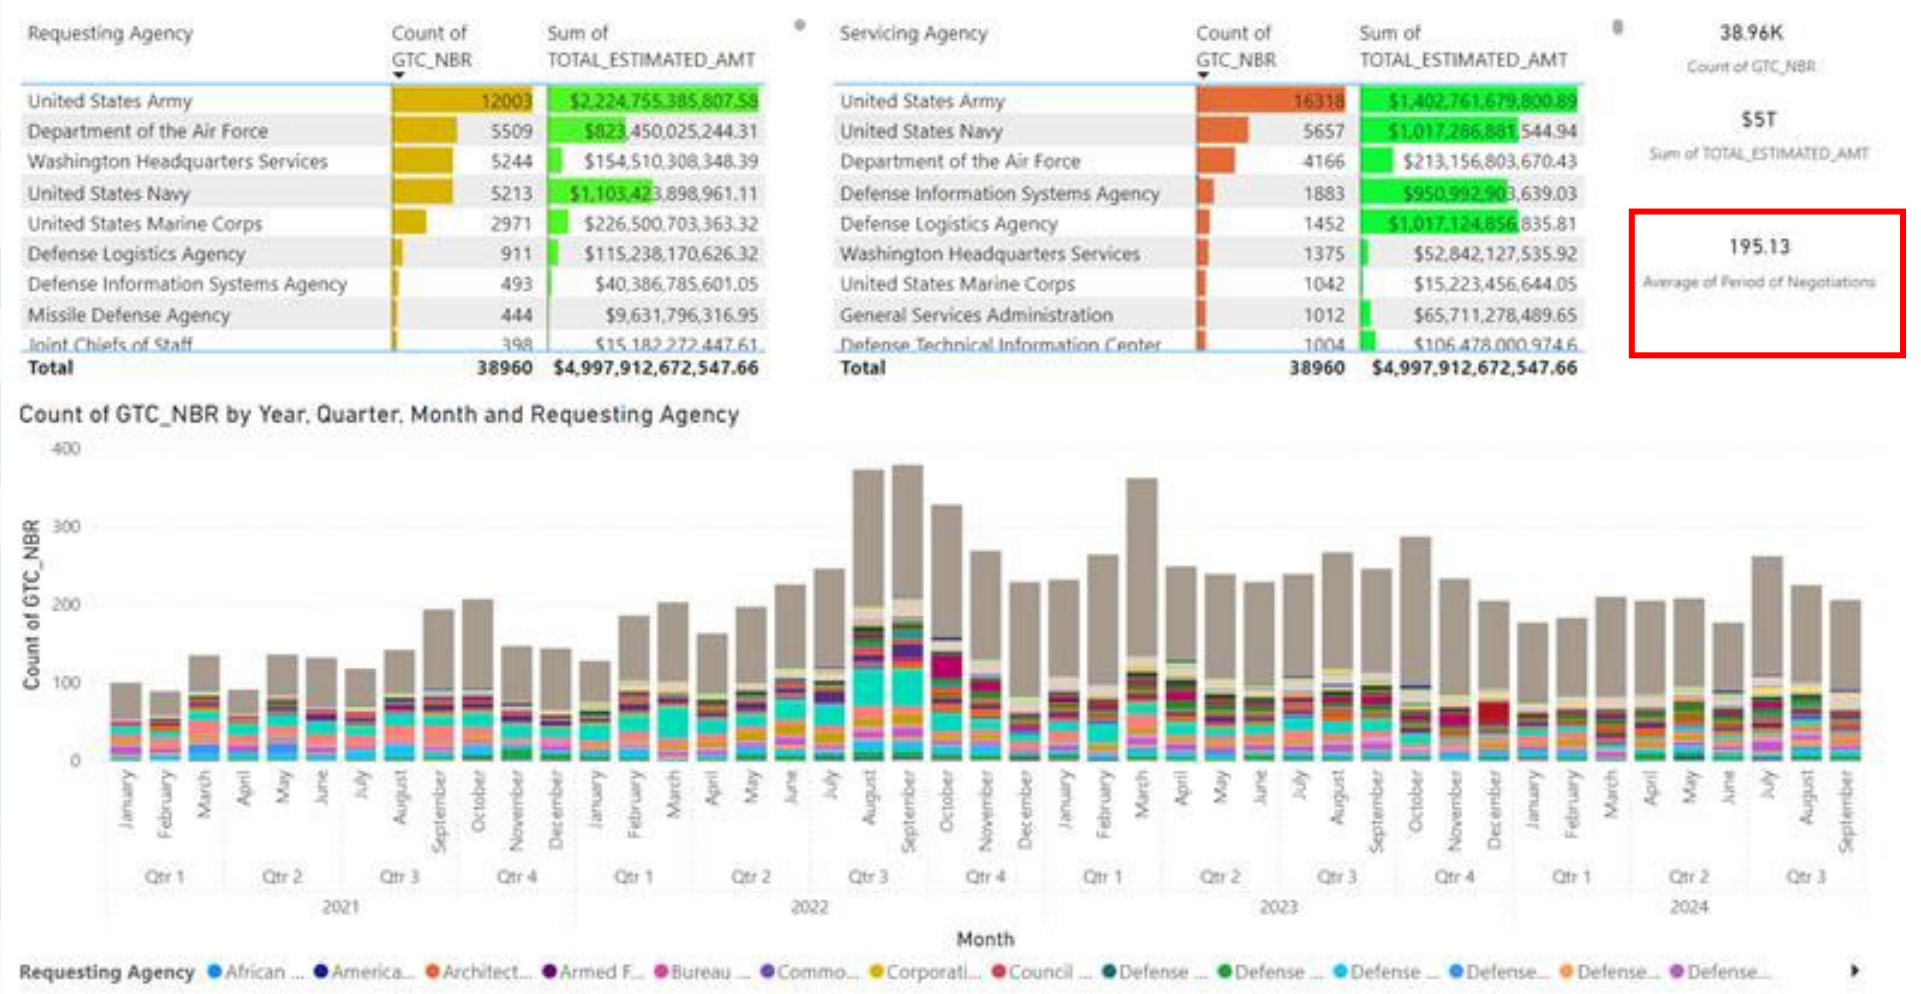 Requesting Agency Count of GTC_NBR Sum of TOTAL_ESTIMATED_AMT
United States Army 12003 $2,224,755,385,807.58
Department of the Air Force 5509 $823,450,025,244.31
Washington Headquarters Services 5244 $154,510,308,348.39
United States Navy 5213 $1,103,423,898,961.11
United States Marine Corps 2971 $226,500,703,363.32
Defense Logistics Agency 911 $115,238,170,626.32
Defense Information Systems Agency 493 $40,386,785,601.05
Missile Defense Agency 444 $9,631,796,316.95
Joint Chiefs of Staff 398 $15,182,272,447.61
Total 38960 $4,997,912,672,547.66
Servicing Agency Count of GTC_NBR Sum of TOTAL_ESTIMATED_AMT
United States Army 16318 $1,402,761,679,800.89
United States Navy 5657 $1,017,286,881,544.94
Department of the Air Force 4166 $213,156,803,670.43
Defense Information Systems Agency 1883 $950,992,903,639.03
Defense Logistics Agency 1452 $1,017,124,856,835.81
Washington Headquarters Services 1375 $52,842,127,535.92
United States Marine Corps 1042 $15,223,456,644.05
General Services Administration 1012 $65,711,278,489.65
Defense Technical Information Center 1004 $106,478,000,974.6
Total 38960 $4,997,912,672,547.66
38.96K
Count of GTC_NBR
$5T
Sum of TOTAL_ESTIMATED_AMT
195.13
Average of Period of Negotiations
Count of GTC_NBR by Year, Quarter, Month and Requesting Agency
Count of GTC_NBR
400
300
200
100
0
January February March April May June July August September October November December January February March April May June July August September October November December January February March April May June July August September October November December January February March April May June July August September
Qtr 1 Qtr 2 Qtr 3 Qtr 4 Qtr 1 Qtr 2 Qtr 3 Qtr 4 Qtr 1 Qtr 2 Qtr 3 Qtr 4 Qtr 1 Qtr 2 Qtr 3
2021 2022 2023 2024
Month
Requesting Agency African ... America... Architect... Armed F... Bureau ... Commo... Corporati... Council ... Defense ... Defense ... Defense ... Defense... Defense... Defense...